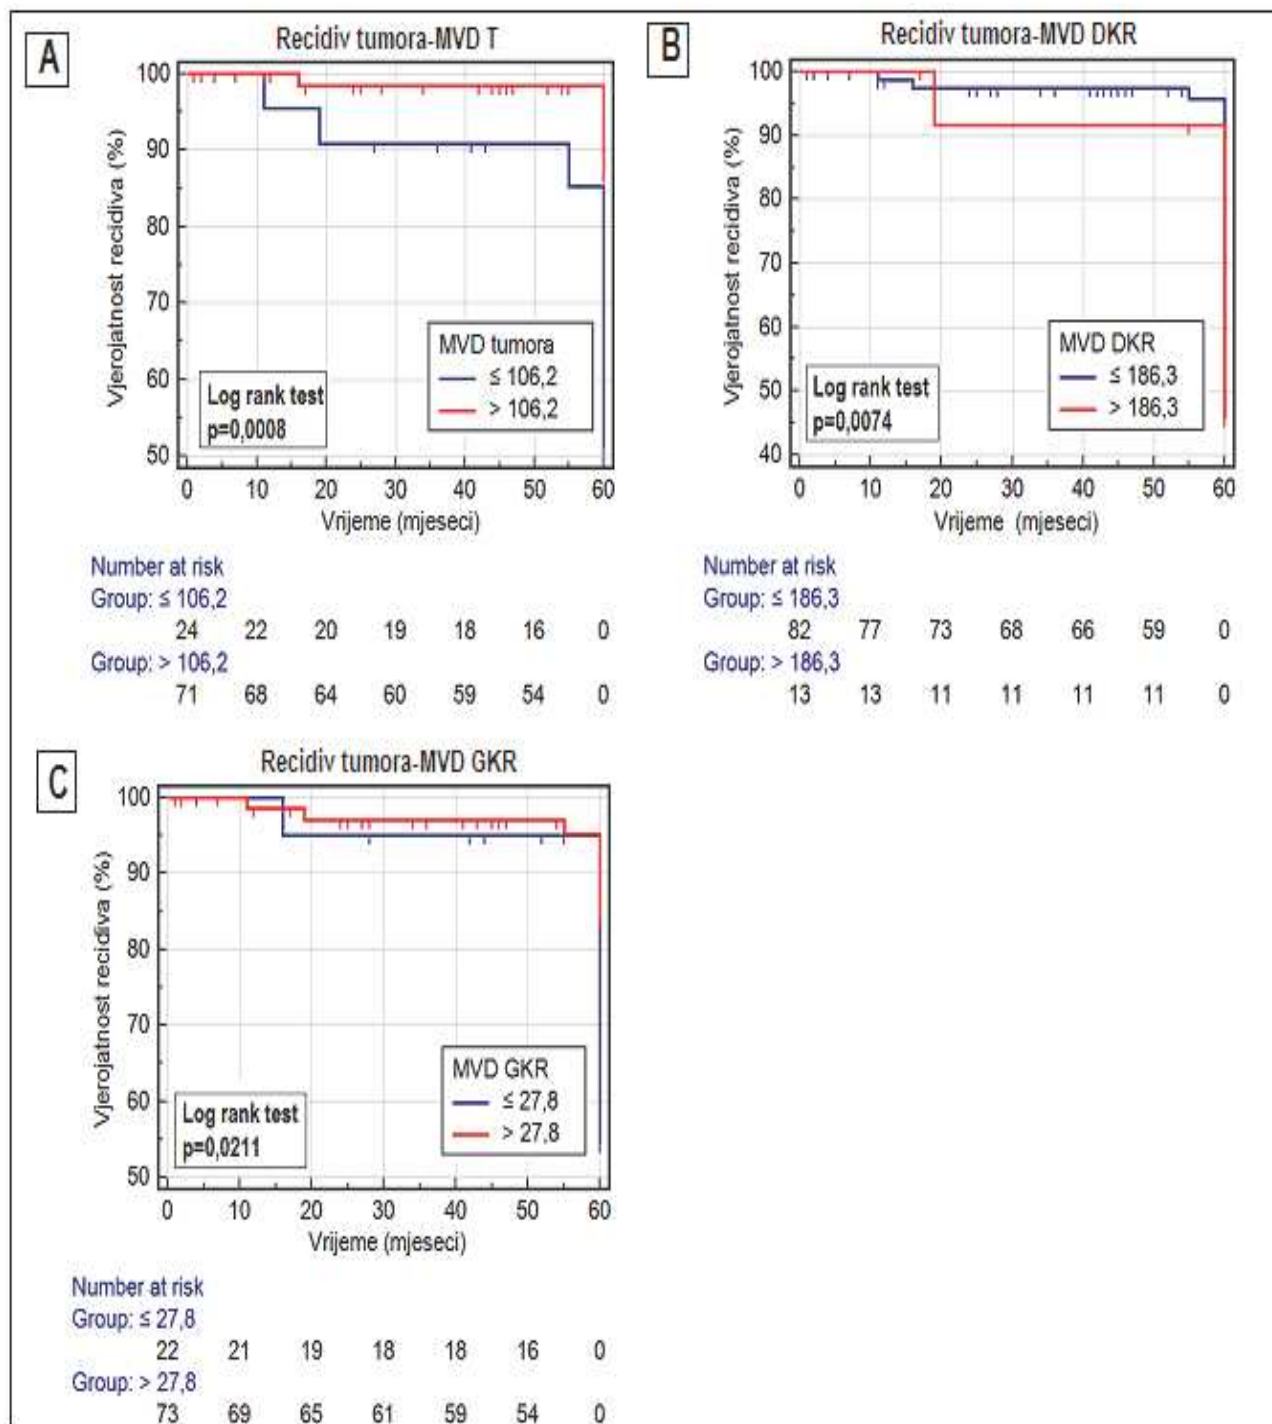 A
Recidiv tumora-MVD T
Vjerojatnost recidiva (%)
100
90
80
70
60
50
MVD tumora
≤ 106,2
> 106,2
Log rank test
p=0,0008
0 10 20 30 40 50 60
Vrijeme (mjeseci)
Number at risk
Group: ≤ 106,2
24 22 20 19 18 16 0
Group: > 106,2
71 68 64 60 59 54 0
B
Recidiv tumora-MVD DKR
Vjerojatnost recidiva (%)
100
90
80
70
60
50
40
MVD DKR
≤ 186,3
> 186,3
Log rank test
p=0,0074
0 10 20 30 40 50 60
Vrijeme (mjeseci)
Number at risk
Group: ≤ 186,3
82 77 73 68 66 59 0
Group: > 186,3
13 13 11 11 11 11 0
C
Recidiv tumora-MVD GKR
Vjerojatnost recidiva (%)
100
90
80
70
60
50
MVD GKR
≤ 27,8
> 27,8
Log rank test
p=0,0211
0 10 20 30 40 50 60
Vrijeme (mjeseci)
Number at risk
Group: ≤ 27,8
22 21 19 18 18 16 0
Group: > 27,8
73 69 65 61 59 54 0